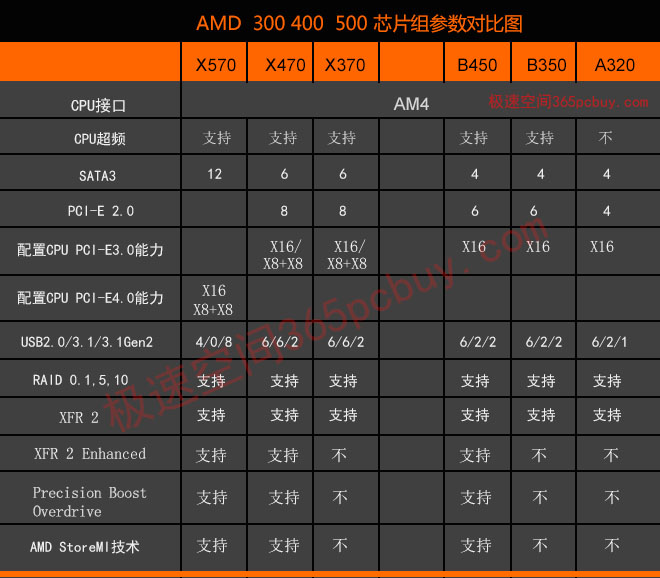 AMD 300 400 500 芯片组参数对比图
X570 X470 X370 B450 B350 A320
CPU接口 AM4 极速空间365pcbuy.com
CPU超频 支持 支持 支持 支持 支持 不
SATA3 12 6 6 4 4 4
PCI-E 2.0 8 8 6 6 4
配置CPU PCI-E3.0能力 X16/ X16/ X16 X16 X16
X8+X8 X8+X8
配置CPU PCI-E4.0能力 X16
X8+X8
USB2.0/3.1/3.1Gen2 4/0/8 6/6/2 6/6/2 6/2/2 6/2/2 6/2/1
RAID 0.1,5,10 支持 支持 支持 支持 支持 支持
XFR 2 支持 支持 支持 支持 支持 支持
XFR 2 Enhanced 支持 支持 不 支持 不 不
Precision Boost
Overdrive 支持 支持 不 支持 不 不
AMD StoreMI技术 支持 支持 不 支持 不 不
极速空间365pcbuy.com